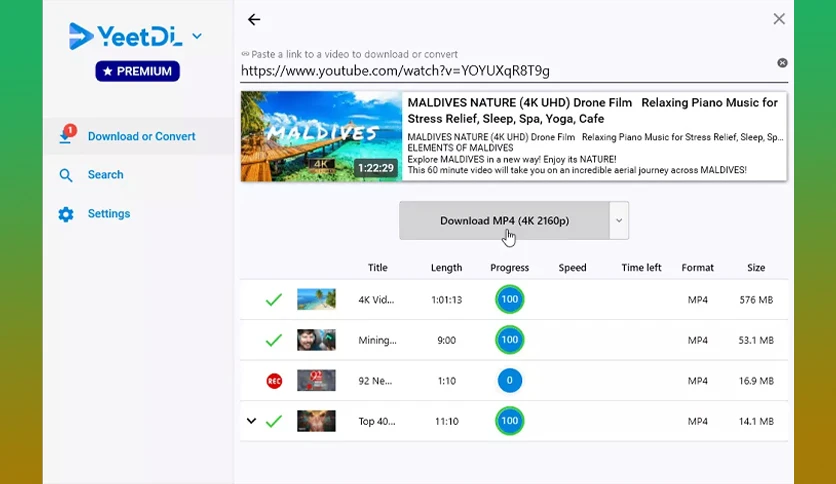 YeetDL
★ PREMIUM
1
Download or Convert
Search
Settings
Paste a link to a video to download or convert
https://www.youtube.com/watch?v=YOYUXqR8T9g
MALDIVES
4K
1:22:29
MALDIVES NATURE (4K UHD) Drone Film Relaxing Piano Music for
Stress Relief, Sleep, Spa, Yoga, Cafe
MALDIVES NATURE (4K UHD) Drone Film Relaxing Piano Music for Stress Relief, Sleep, Sp...
ELEMENTS OF MALDIVES
Explore MALDIVES in a new way! Enjoy its NATURE!
This 60 minute video will take you on an incredible aerial journey across MALDIVES!
Download MP4 (4K 2160p)
Title Length Progress Speed Time left Format Size
4K Vid... 1:01:13 100 MP4 576 MB
Mining... 9:00 100 MP4 53.1 MB
REC 92 92 Ne... 1:10 0 MP4 16.9 MB
Top 40... 11:10 100 MP4 14.1 MB